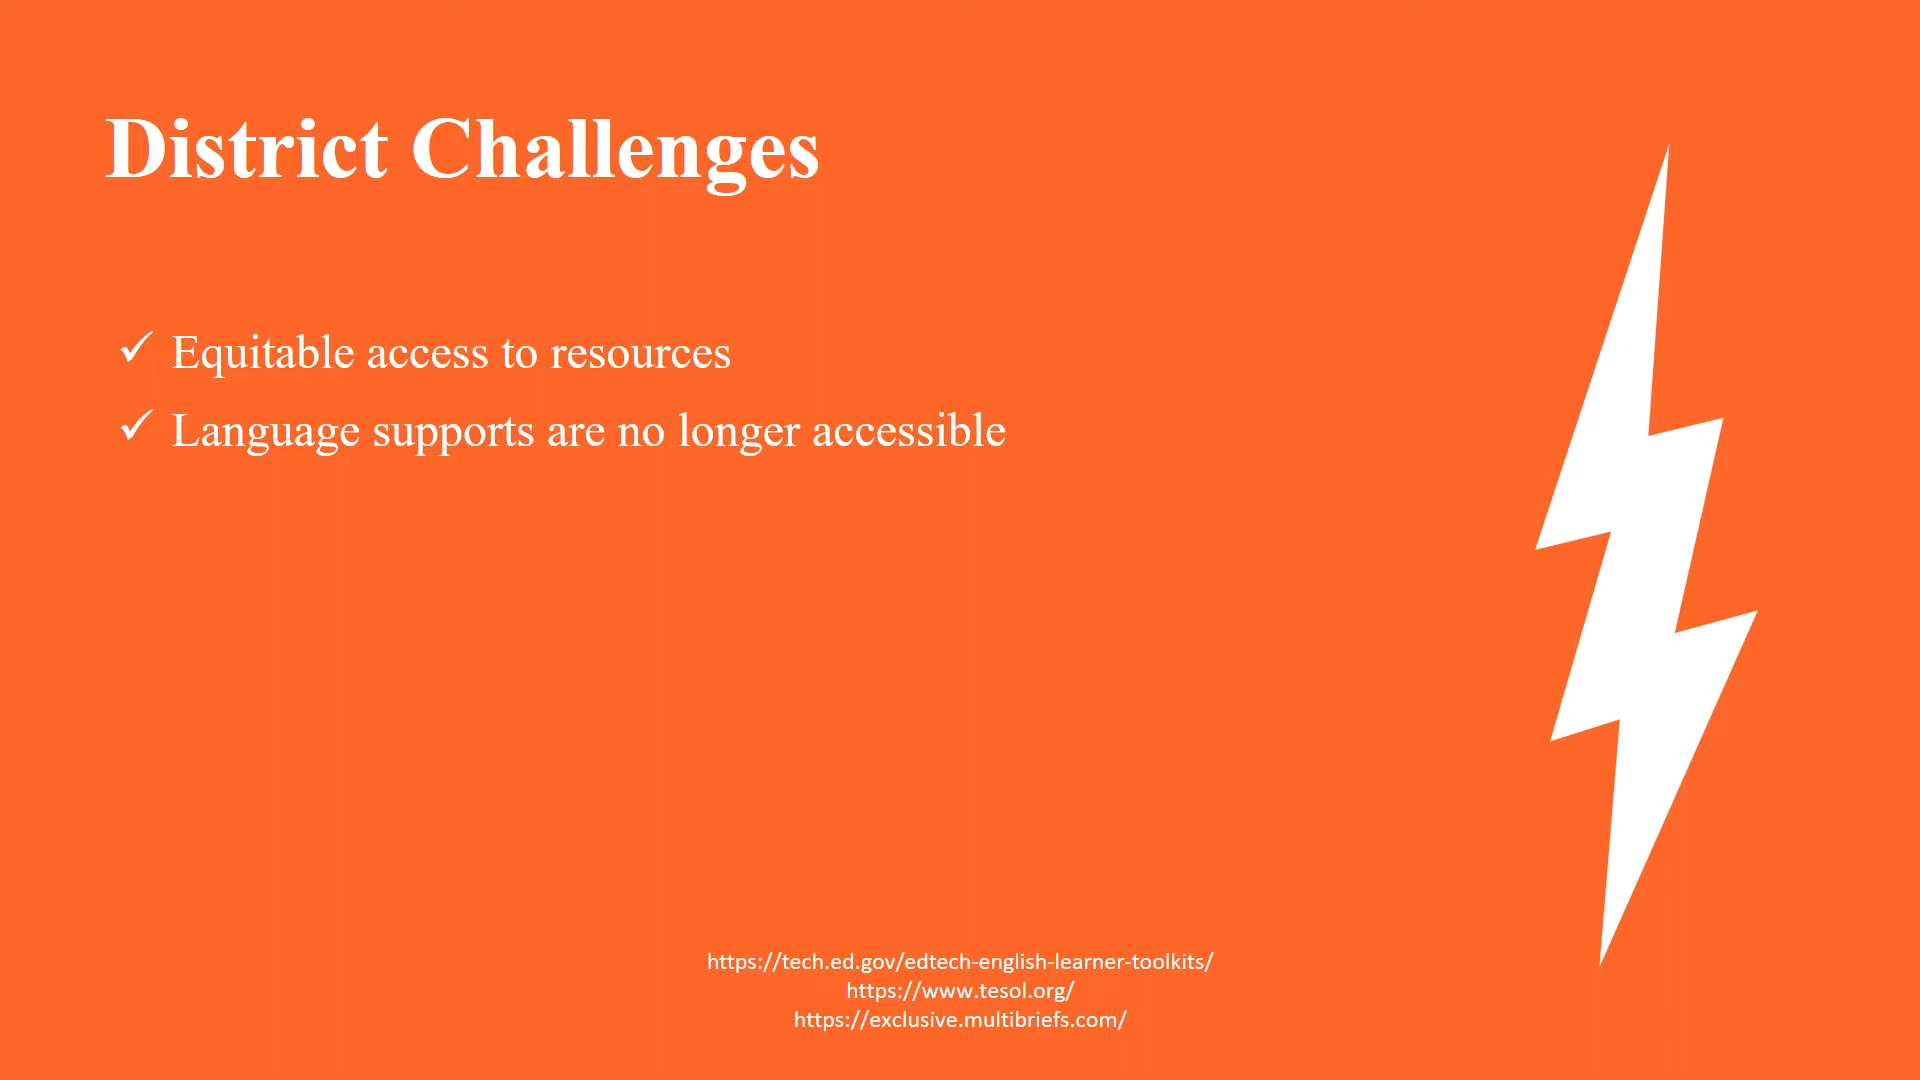 District Challenges
✓ Equitable access to resources
✓ Language supports are no longer accessible
https://tech.ed.gov/edtech-english-learner-toolkits/
https://www.tesol.org/
https://exclusive.multibriefs.com/